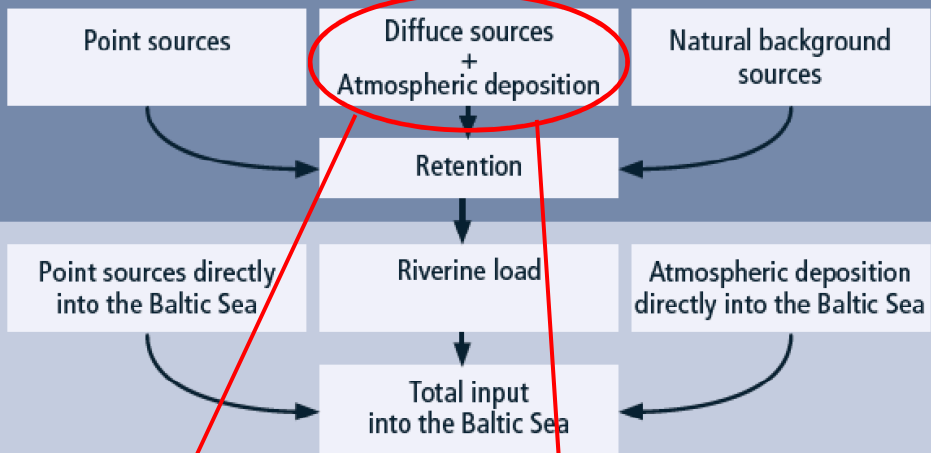 Point sources
Diffuce sources
+
Atmospheric deposition
Natural background
sources
Retention
Point sources directly
into the Baltic Sea
Riverine load
Atmospheric deposition
directly into the Baltic Sea
Total input
into the Baltic Sea